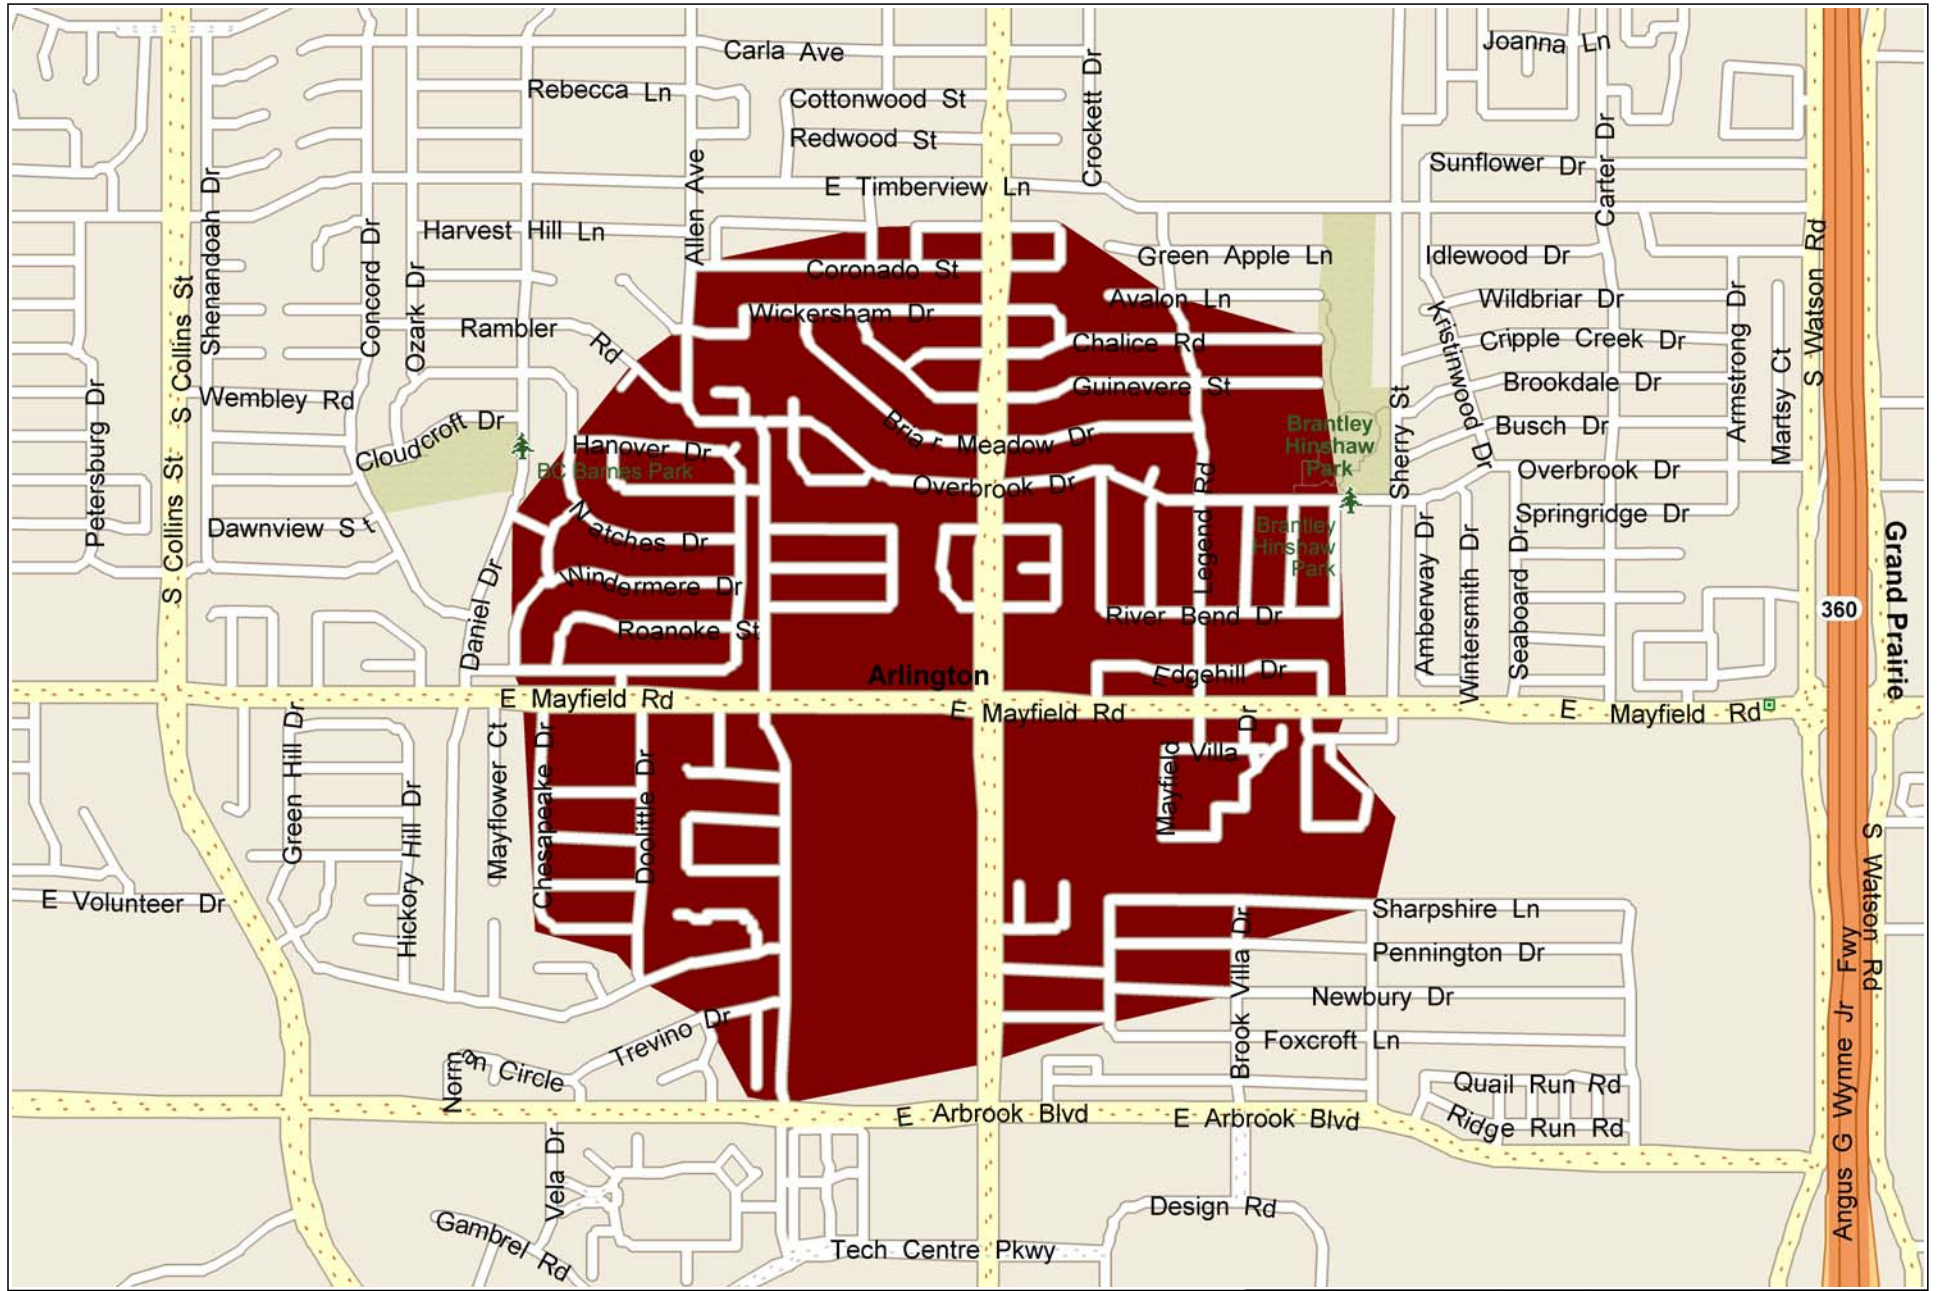 Carla Ave
Joanna Ln
Rebecca Ln
Cottonwood St
Crockett Dr
Redwood St
Carter Dr
Sunflower Dr
Allen Ave
E Timberview Ln
Shenandoah Dr
Concord Dr
Harvest Hill Ln
Green Apple Ln
Idlewood Dr
S Watson Rd
Ozark Dr
Coronado St
S Collins St
Avalon Ln
Wildbriar Dr
Wickersham Dr
Armstrong Dr
Rambler Rd
Chalice Rd
Cripple Creek Dr
Kristinwood Dr
Martsy Ct
Guinevere St
Brookdale Dr
Petersburg Dr
Wembley Rd
Sherry St
Cloudcroft Dr
Briar Meadow Dr
Brantley
Hinshaw
Park
Busch Dr
Hanover Dr
BC Barnes Park
Overbrook Dr
Overbrook Dr
S Collins St
Legend Rd
Dawnview St
Natches Dr
Brantley
Hinshaw
Park
Springridge Dr
Amberway Dr
Wintersmith Dr
Seaboard Dr
Grand Prairie
Daniel Dr
Windermere Dr
360
River Bend Dr
Roanoke St
Arlington
Edgehill Dr
E Mayfield Rd
E Mayfield Rd
E Mayfield Rd
Green Hill Dr
Mayflower Ct
Chesapeake Dr
Doolittle Dr
Mayfield Villa Dr
Hickory Hill Dr
E Volunteer Dr
Sharpshire Ln
S Watson Rd
Brook Villa Dr
Pennington Dr
Newbury Dr
Trevino Dr
Foxcroft Ln
Norman Circle
Quail Run Rd
Angus G Wynne Jr Fwy
E Arbrook Blvd
E Arbrook Blvd
Ridge Run Rd
Vela Dr
Gambrel Rd
Design Rd
Tech Centre Pkwy